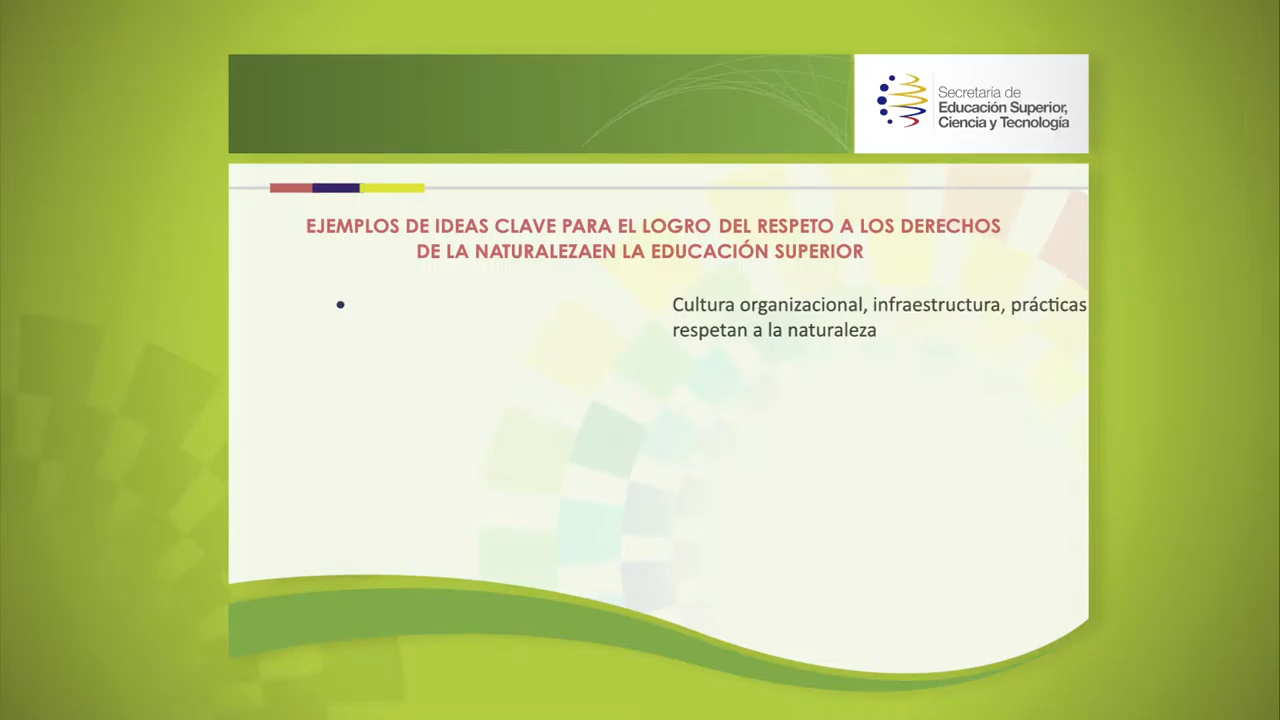 Secretaría de
Educación Superior,
Ciencia y Tecnología
EJEMPLOS DE IDEAS CLAVE PARA EL LOGRO DEL RESPETO A LOS DERECHOS
DE LA NATURALEZAEN LA EDUCACIÓN SUPERIOR
• Cultura organizacional, infraestructura, prácticas
respetan a la naturaleza